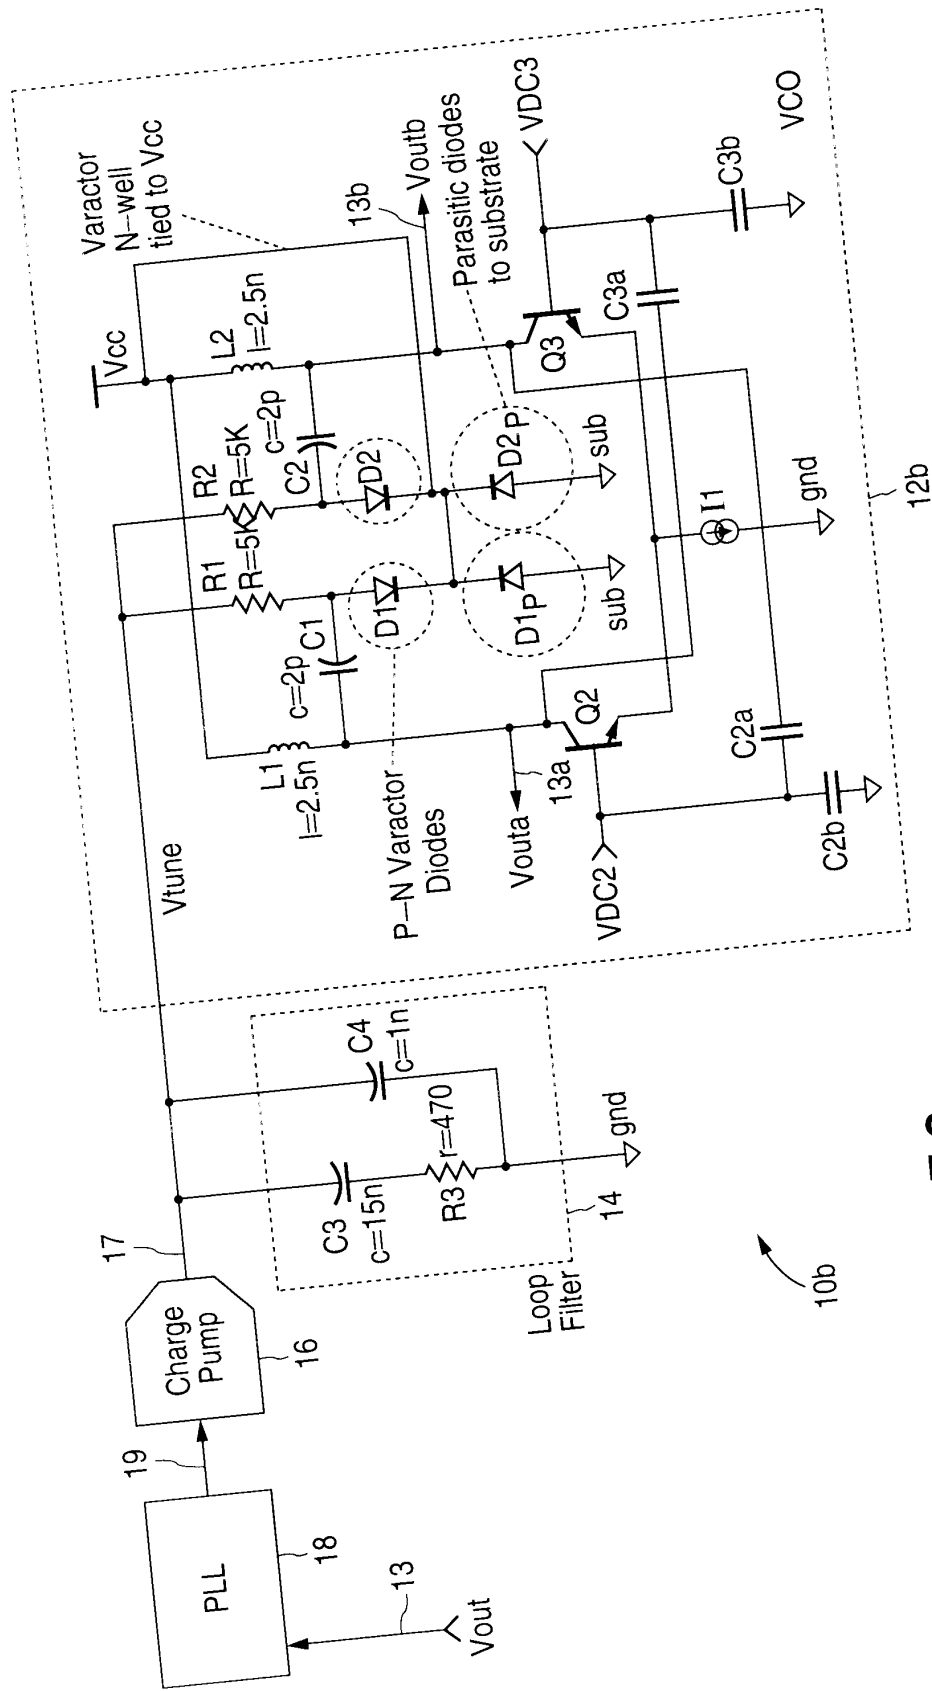 PLL
18
13
Vout
19
Charge
Pump
16
17
C3
c=15n
R3
r=470
C4
c=1n
gnd
14
Loop
Filter
10b
Vtune
L1
l=2.5n
R1
R=5K
R2
R=5K
c=2p
C1
c=2p
C2
L2
l=2.5n
Vcc
Varactor
N-well
tied to Vcc
D1
D2
P-N Varactor
Diodes
D1P
D2P
sub
sub
Parasitic diodes
to substrate
13b
Voutb
13a
Vouta
VDC2
Q2
Q3
VDC3
C2a
C2b
C3a
C3b
I1
gnd
VCO
12b